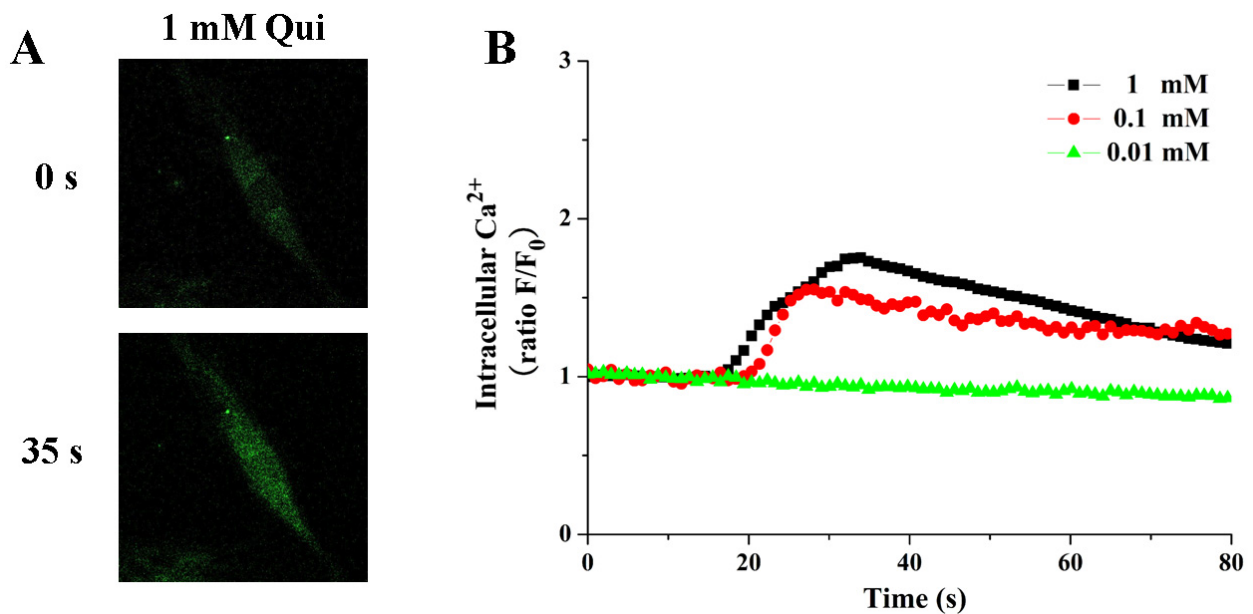 A
1 mM Qui
0 s
35 s
B
Intracellular Ca²⁺
(ratio F/F₀)
3
2
1
0
1 mM
0.1 mM
0.01 mM
0
20
40
60
80
Time (s)